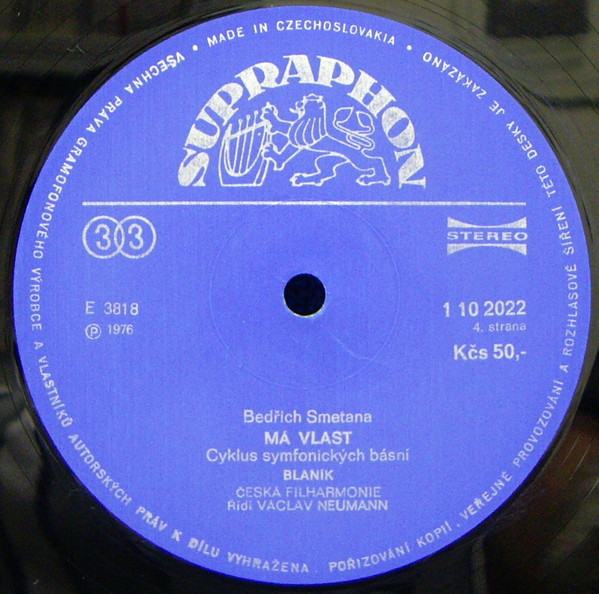 VŠECHNA PRÁVA GRAMOFONOVÉHO VÝROBCE A VLASTNÍKŮ AUTORSKÝCH PRÁV K DÍLU VYHRAŽENA. POŘIZOVÁNÍ KOPIÍ, VEŘEJNÉ PROVOZOVÁNÍ A ROZHLASOVÉ ŠÍŘENÍ TÉTO DESKY JE ZAKÁZÁNO
• MADE IN CZECHOSLOVAKIA •
SUPRAPHON
33
STEREO
E 3818
1 10 2022
Ⓟ 1976
4. strana
Kčs 50,-
Bedřich Smetana
MÁ VLAST
Cyklus symfonických básní
BLANÍK
ČESKÁ FILHARMONIE
Řídí VÁCLAV NEUMANN